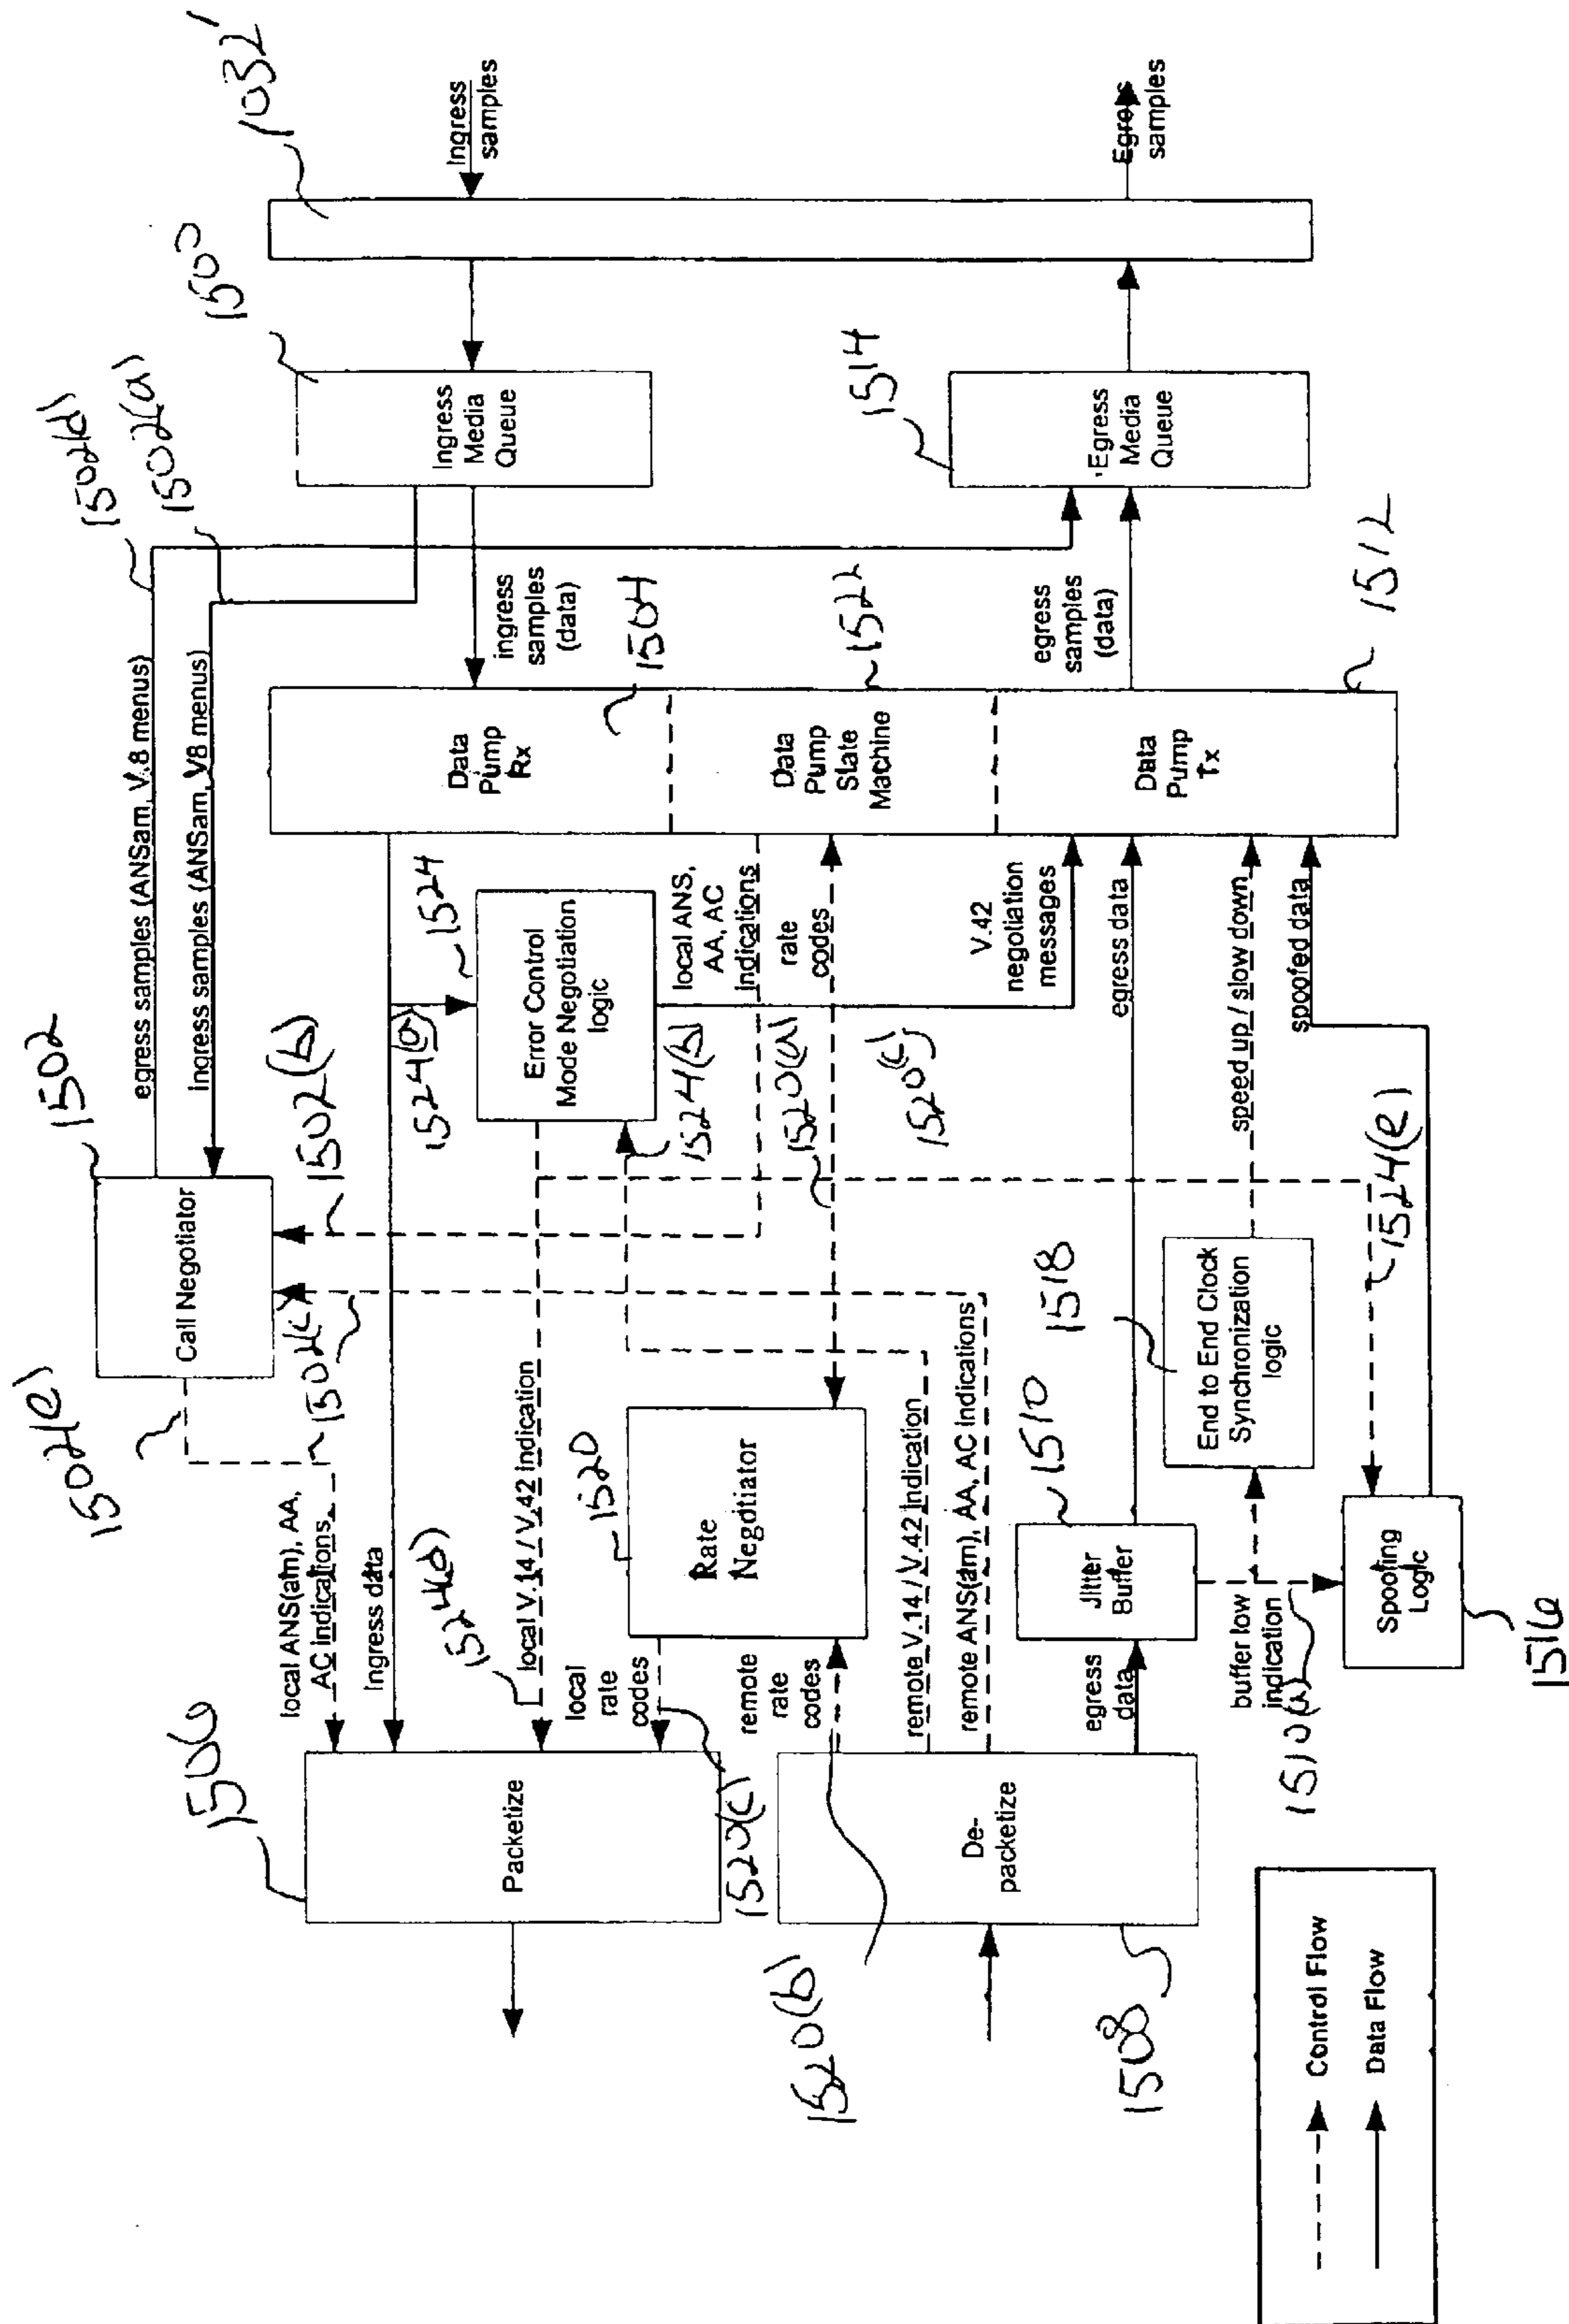 1502(e)
1502
1502(d)
1502(a)
1500
1032'
Call Negotiator
egress samples (ANSam, V.8 menus)
Ingress samples (ANSam, V8 menus)
1502(b)
1502(c)
1506
local ANS(am), AA,
AC indications
Ingress data
1524(a)
1524
Data
Pump
Rx
Ingress
Media
Queue
Ingress
samples
ingress
samples
(data)
1504
Packetize
1524(d)
local V.14 / V.42 Indication
Error Control
Mode Negotiation
logic
local rate
codes
1520(c)
1520
Rate
Negotiator
1524(b)
local ANS,
AA, AC
Indications
1520(a)
rate
codes
Data
Pump
State
Machine
1522
remote
rate
codes
1520(b)
1520(c)
De-
packetize
1508
remote V.14 / V.42 Indication
remote ANS(am), AA, AC Indications
V.42
negotiation
messages
egress
samples
(data)
egress
data
1510
Jitter
Buffer
1518
egress data
Data
Pump
Tx
1512
1514
Egress
Media
Queue
Egress
samples
buffer low
indication
1510(a)
End to End Clock
Synchronization
logic
speed up / slow down
spoofed data
1524(e)
Spoofing
Logic
1516
Control Flow
Data Flow